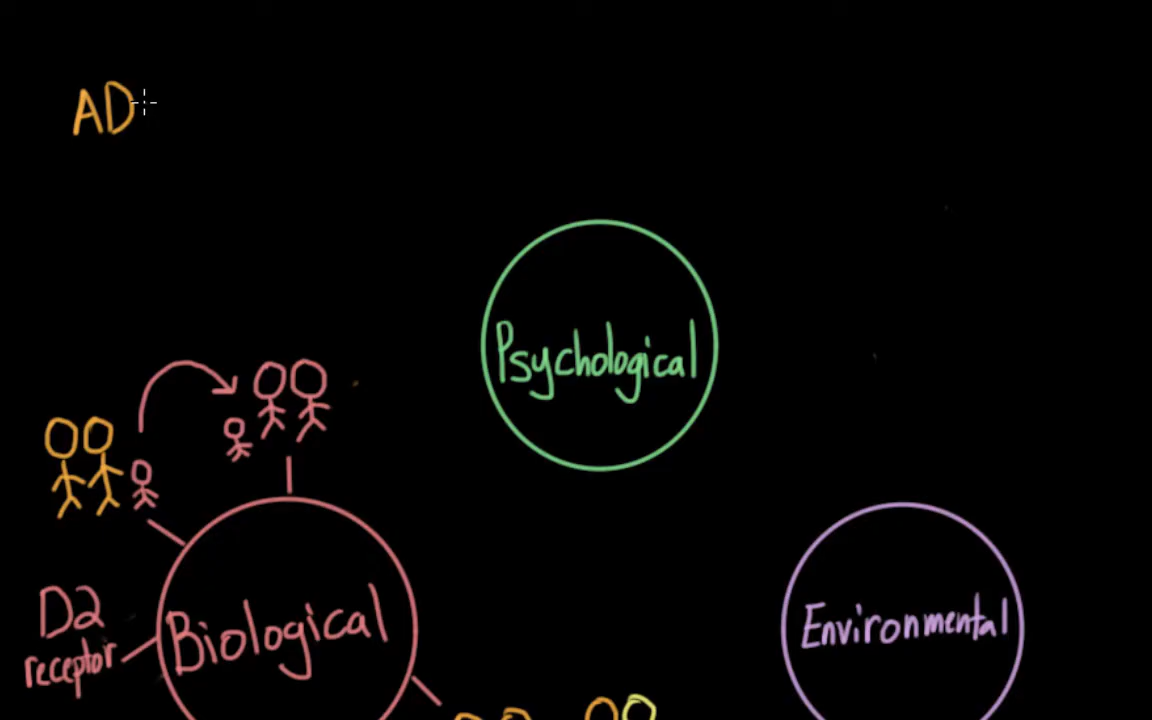 AD
Psychological
D2
receptor
Biological
Environmental